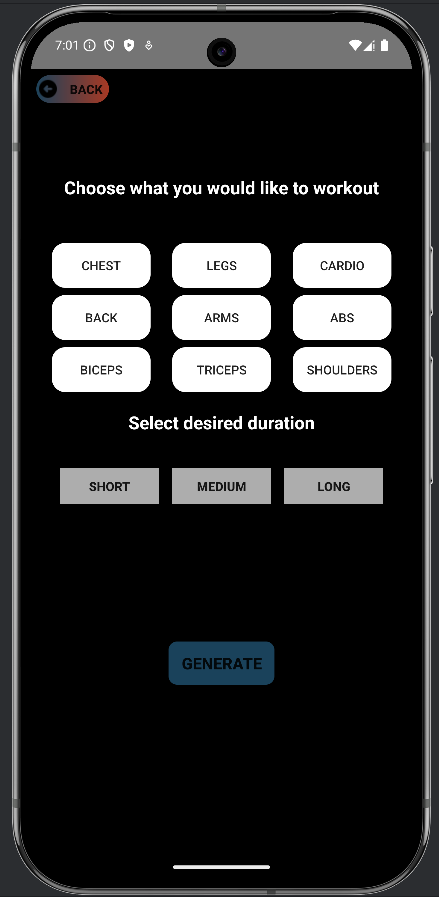 7:01
BACK
Choose what you would like to workout
CHEST LEGS CARDIO
BACK ARMS ABS
BICEPS TRICEPS SHOULDERS
Select desired duration
SHORT MEDIUM LONG
GENERATE